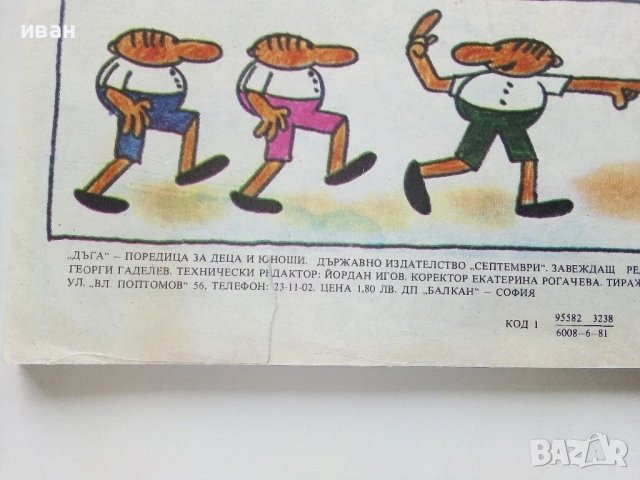 иван
„ДЪГА“ – ПОРЕДИЦА ЗА ДЕЦА И ЮНОШИ. ДЪРЖАВНО ИЗДАТЕЛСТВО „СЕПТЕМВРИ“. ЗАВЕЖДАЩ РЕД
ГЕОРГИ ГАДЕЛЕВ. ТЕХНИЧЕСКИ РЕДАКТОР: ЙОРДАН ИГОВ. КОРЕКТОР ЕКАТЕРИНА РОГАЧЕВА. ТИРАЖ
УЛ. „ВЛ. ПОПТОМОВ“ 56, ТЕЛЕФОН: 23-11-02. ЦЕНА 1,80 ЛВ. ДП „БАЛКАН“ – СОФИЯ
КОД 1 95582 3238
6008–6–81
BAZAR